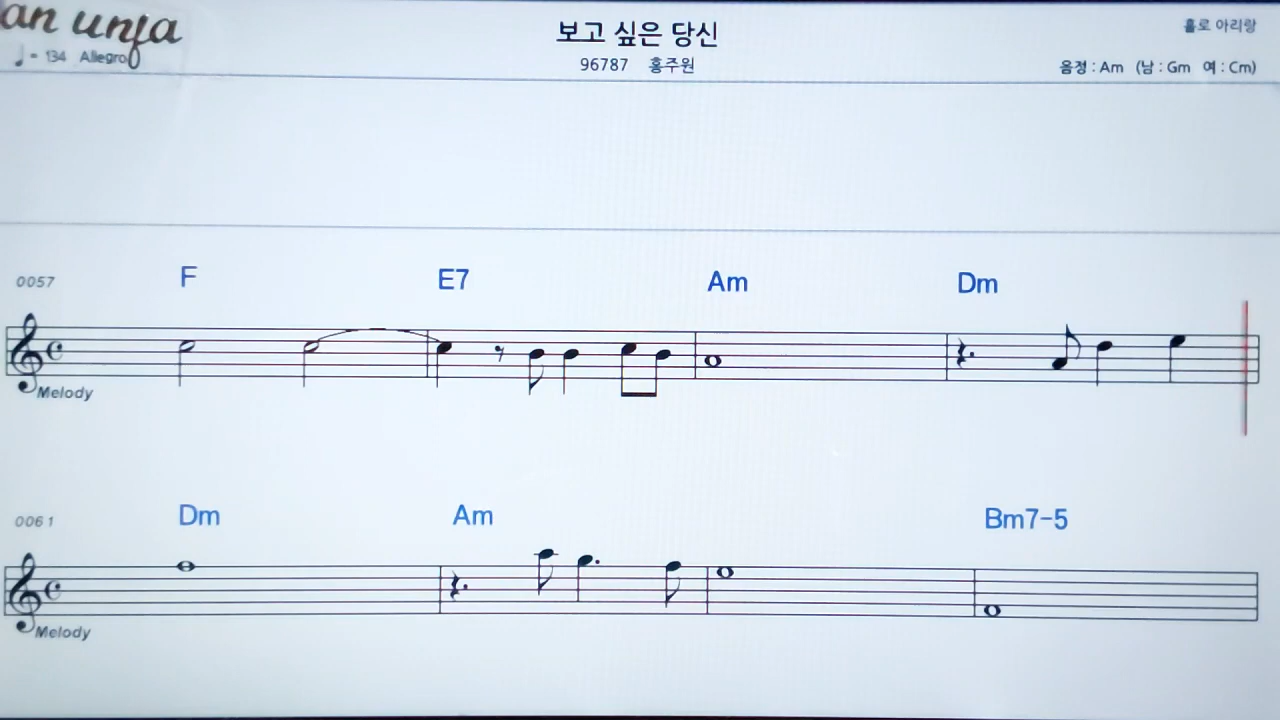 an unja
♩= 134 Allegro
보고 싶은 당신
96787 홍주원
홀로 아리랑
음정 : Am (남 : Gm 여 : Cm)
0057
F E7 Am Dm
Melody
0061
Dm Am Bm7-5
Melody